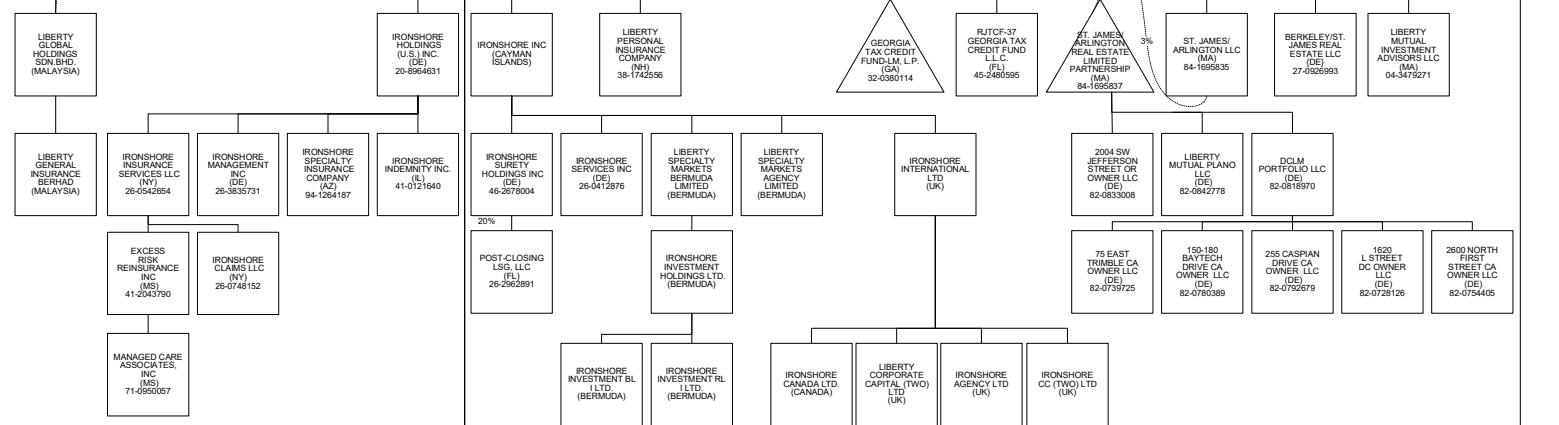 LIBERTY
GLOBAL
HOLDINGS
SDN.BHD.
(MALAYSIA)
IRONSHORE
HOLDINGS
(U.S.) INC.
(DE)
20-8964631
IRONSHORE INC
(CAYMAN
ISLANDS)
LIBERTY
PERSONAL
INSURANCE
COMPANY
(NH)
38-1742556
GEORGIA
TAX CREDIT
FUND-LM, L.P.
(GA)
32-0380114
RJTCF-37
GEORGIA TAX
CREDIT FUND
L.L.C.
(FL)
45-2480595
ST. JAMES/
ARLINGTON
REAL ESTATE
LIMITED
PARTNERSHIP
(MA)
84-1695837
3%
ST. JAMES/
ARLINGTON LLC
(MA)
84-1695835
BERKELEY/ST.
JAMES REAL
ESTATE LLC
(DE}
27-0926993
LIBERTY
MUTUAL
INVESTMENT
ADVISORS LLC
(MA)
04-3479271
LIBERTY
GENERAL
INSURANCE
BERHAD
(MALAYSIA)
IRONSHORE
INSURANCE
SERVICES LLC
(NY)
26-0542654
IRONSHORE
MANAGEMENT
INC
(DE)
26-3835731
IRONSHORE
SPECIALTY
INSURANCE
COMPANY
(AZ)
94-1264187
IRONSHORE
INDEMNITY INC.
(IL)
41-0121640
IRONSHORE
SURETY
HOLDINGS INC
(DE)
46-2678004
IRONSHORE
SERVICES INC
(DE)
26-0412876
LIBERTY
SPECIALTY
MARKETS
BERMUDA
LIMITED
(BERMUDA)
LIBERTY
SPECIALTY
MARKETS
AGENCY
LIMITED
(BERMUDA)
IRONSHORE
INTERNATIONAL
LTD
(UK)
2004 SW
JEFFERSON
STREET OR
OWNER LLC
(DE)
82-0833008
LIBERTY
MUTUAL PLANO
LLC
(DE)
82-0842778
DCLM
PORTFOLIO LLC
(DE)
82-0818970
20%
EXCESS
RISK
REINSURANCE
INC
(MS)
41-2043790
IRONSHORE
CLAIMS LLC
(NY)
26-0748152
POST-CLOSING
LSG, LLC
(FL)
26-2962891
IRONSHORE
INVESTMENT
HOLDINGS LTD.
(BERMUDA)
75 EAST
TRIMBLE CA
OWNER LLC
(DE)
82-0739725
150-180
BAYTECH
DRIVE CA
OWNER LLC
(DE)
82-0780389
255 CASPIAN
DRIVE CA
OWNER LLC
(DE)
82-0792679
1620
L STREET
DC OWNER
LLC
(DE)
82-0728126
2600 NORTH
FIRST
STREET CA
OWNER LLC
(DE)
82-0754405
MANAGED CARE
ASSOCIATES,
INC
(MS)
71-0950057
IRONSHORE
INVESTMENT BL
I LTD.
(BERMUDA)
IRONSHORE
INVESTMENT RL
I LTD.
(BERMUDA)
IRONSHORE
CANADA LTD.
(CANADA)
LIBERTY
CORPORATE
CAPITAL (TWO)
LTD
(UK)
IRONSHORE
AGENCY LTD
(UK)
IRONSHORE
CC (TWO) LTD
(UK)